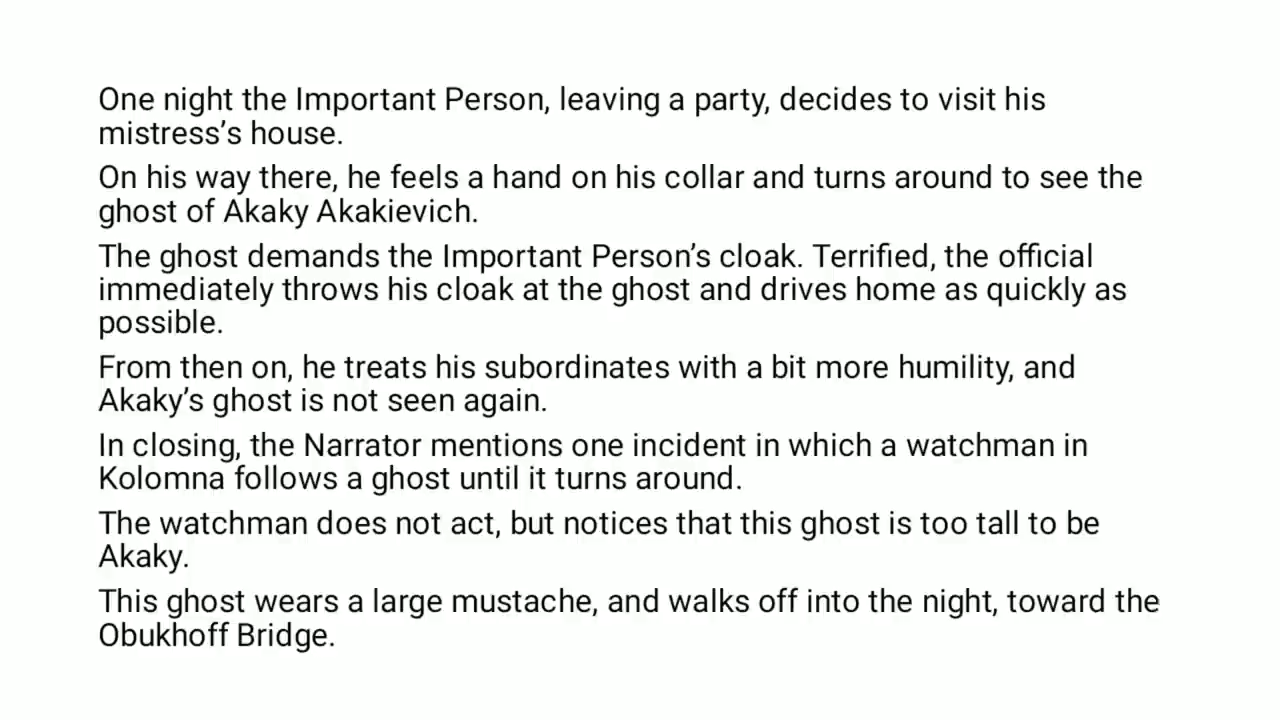 One night the Important Person, leaving a party, decides to visit his
mistress’s house.
On his way there, he feels a hand on his collar and turns around to see the
ghost of Akaky Akakievich.
The ghost demands the Important Person’s cloak. Terrified, the official
immediately throws his cloak at the ghost and drives home as quickly as
possible.
From then on, he treats his subordinates with a bit more humility, and
Akaky’s ghost is not seen again.
In closing, the Narrator mentions one incident in which a watchman in
Kolomna follows a ghost until it turns around.
The watchman does not act, but notices that this ghost is too tall to be
Akaky.
This ghost wears a large mustache, and walks off into the night, toward the
Obukhoff Bridge.